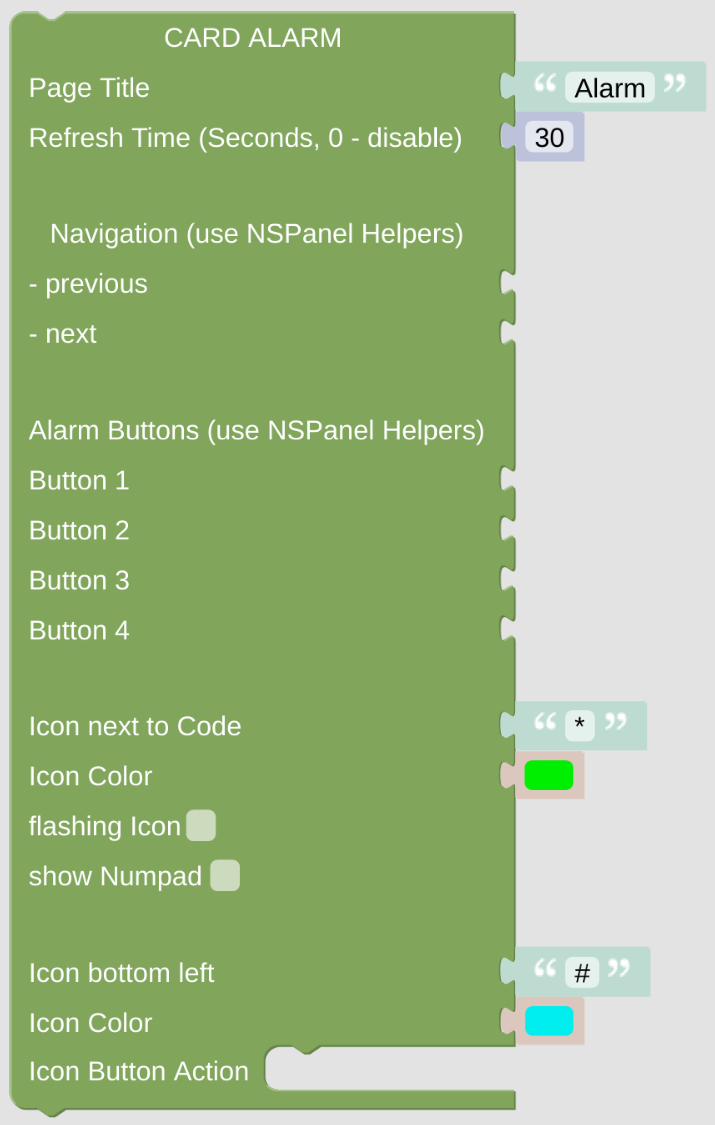 CARD ALARM
Page Title “ Alarm ”
Refresh Time (Seconds, 0 - disable) 30
Navigation (use NSPanel Helpers)
- previous
- next
Alarm Buttons (use NSPanel Helpers)
Button 1
Button 2
Button 3
Button 4
Icon next to Code “ * ”
Icon Color
flashing Icon
show Numpad
Icon bottom left “ # ”
Icon Color
Icon Button Action